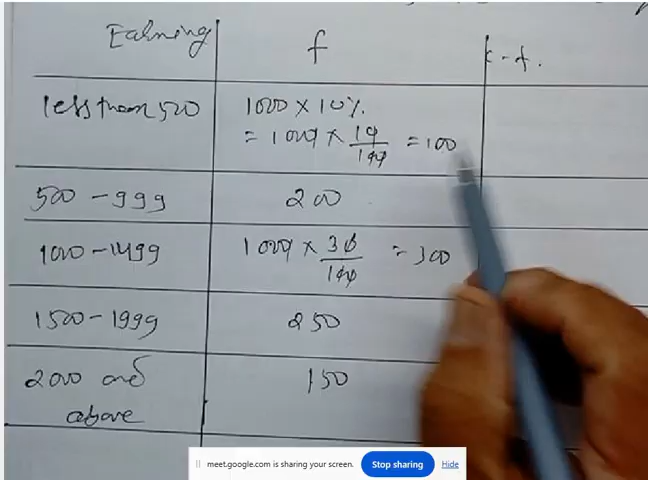 Earning f c.f.
less than 500 1000 × 10%.
= 1000 × 10/100 = 100
500 - 999 200
1000 - 1499 1000 × 30/100 = 300
1500 - 1999 250
2000 and 150
above
meet.google.com is sharing your screen. Stop sharing Hide